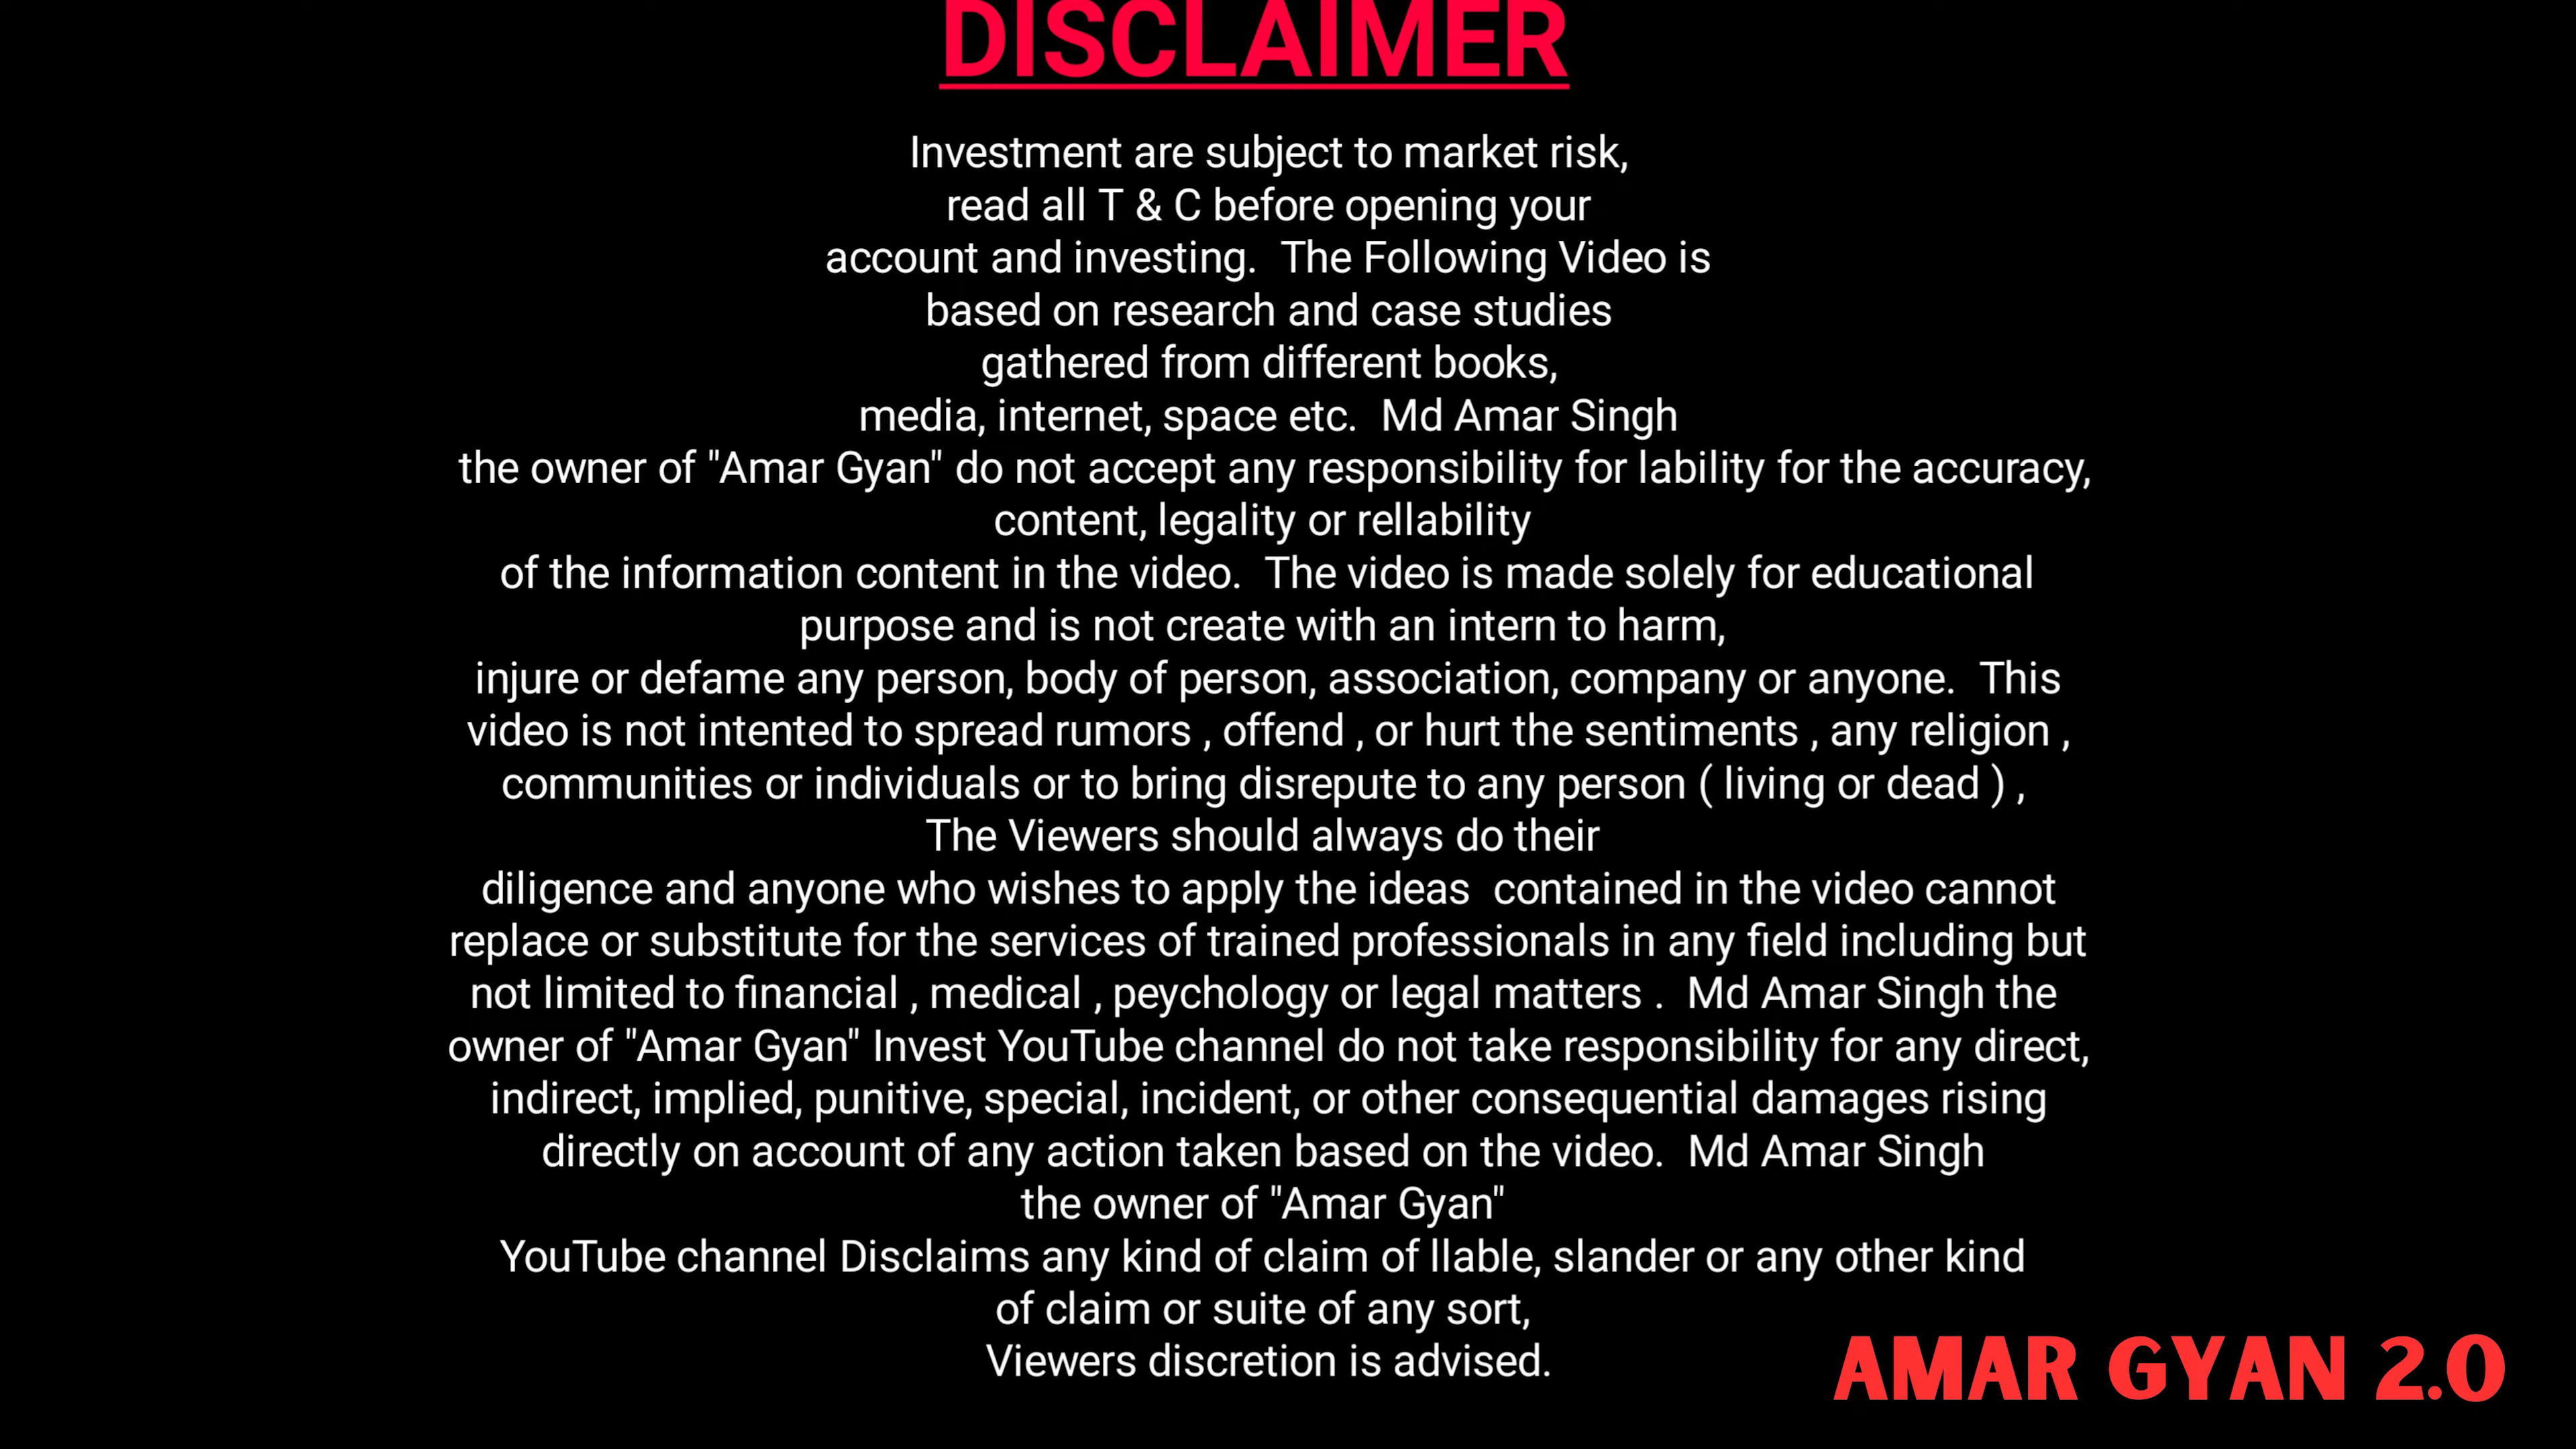 DISCLAIMER
Investment are subject to market risk,
read all T & C before opening your
account and investing.  The Following Video is
based on research and case studies
gathered from different books,
media, internet, space etc.  Md Amar Singh
the owner of "Amar Gyan" do not accept any responsibility for lability for the accuracy,
content, legality or rellability
of the information content in the video.  The video is made solely for educational
purpose and is not create with an intern to harm,
injure or defame any person, body of person, association, company or anyone.  This
video is not intented to spread rumors , offend , or hurt the sentiments , any religion ,
communities or individuals or to bring disrepute to any person ( living or dead ) ,
The Viewers should always do their
diligence and anyone who wishes to apply the ideas  contained in the video cannot
replace or substitute for the services of trained professionals in any field including but
not limited to financial , medical , peychology or legal matters .  Md Amar Singh the
owner of "Amar Gyan" Invest YouTube channel do not take responsibility for any direct,
indirect, implied, punitive, special, incident, or other consequential damages rising
directly on account of any action taken based on the video.  Md Amar Singh
the owner of "Amar Gyan"
YouTube channel Disclaims any kind of claim of llable, slander or any other kind
of claim or suite of any sort,
Viewers discretion is advised.
AMAR GYAN 2.0